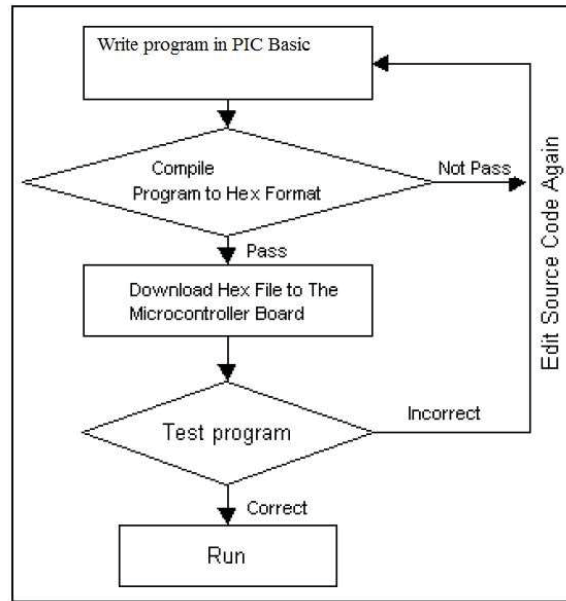 Write program in PIC Basic
Compile
Program to Hex Format
Not Pass
Pass
Download Hex File to The
Microcontroller Board
Edit Source Code Again
Test program
Incorrect
Correct
Run